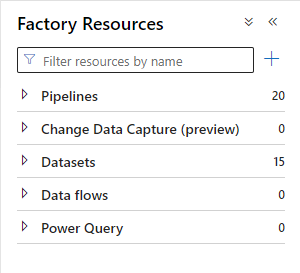 Factory Resources
Filter resources by name
Pipelines 20
Change Data Capture (preview) 0
Datasets 15
Data flows 0
Power Query 0